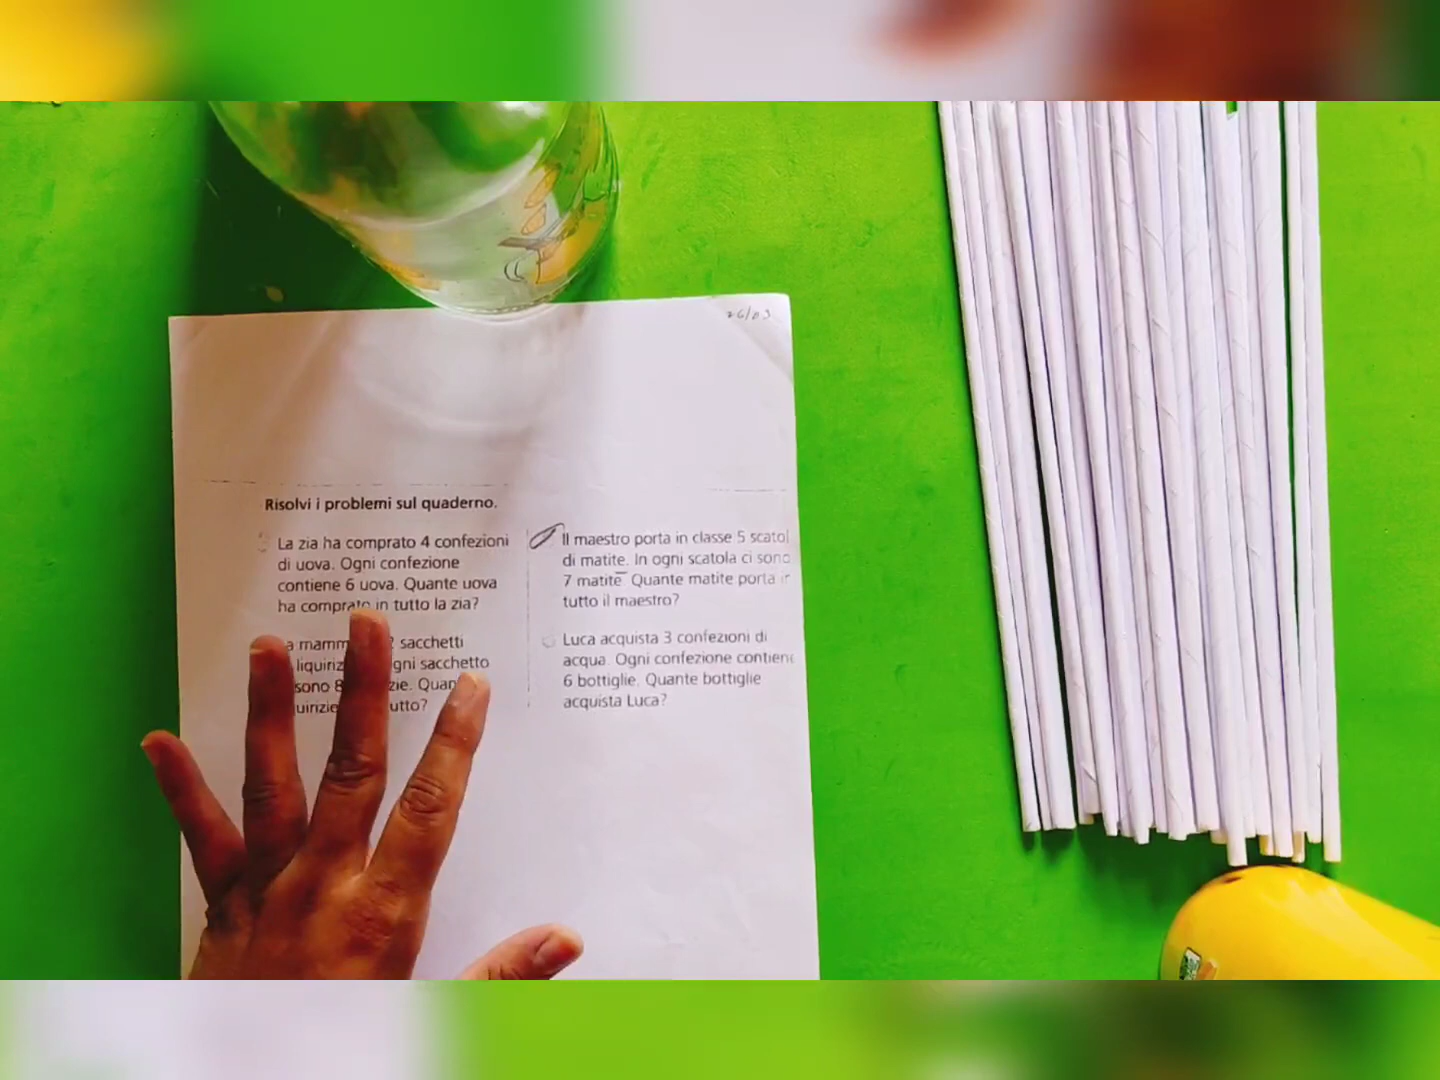 26/03
Risolvi i problemi sul quaderno.
La zia ha comprato 4 confezioni
di uova. Ogni confezione
contiene 6 uova. Quante uova
ha comprato in tutto la zia?
sacchetti
sacchetto
sono 8
Il maestro porta in classe 5 scatol
di matite. In ogni scatola ci sono
7 matite. Quante matite porta in
tutto il maestro?
Luca acquista 3 confezioni di
acqua. Ogni confezione contiene
6 bottiglie. Quante bottiglie
acquista Luca?